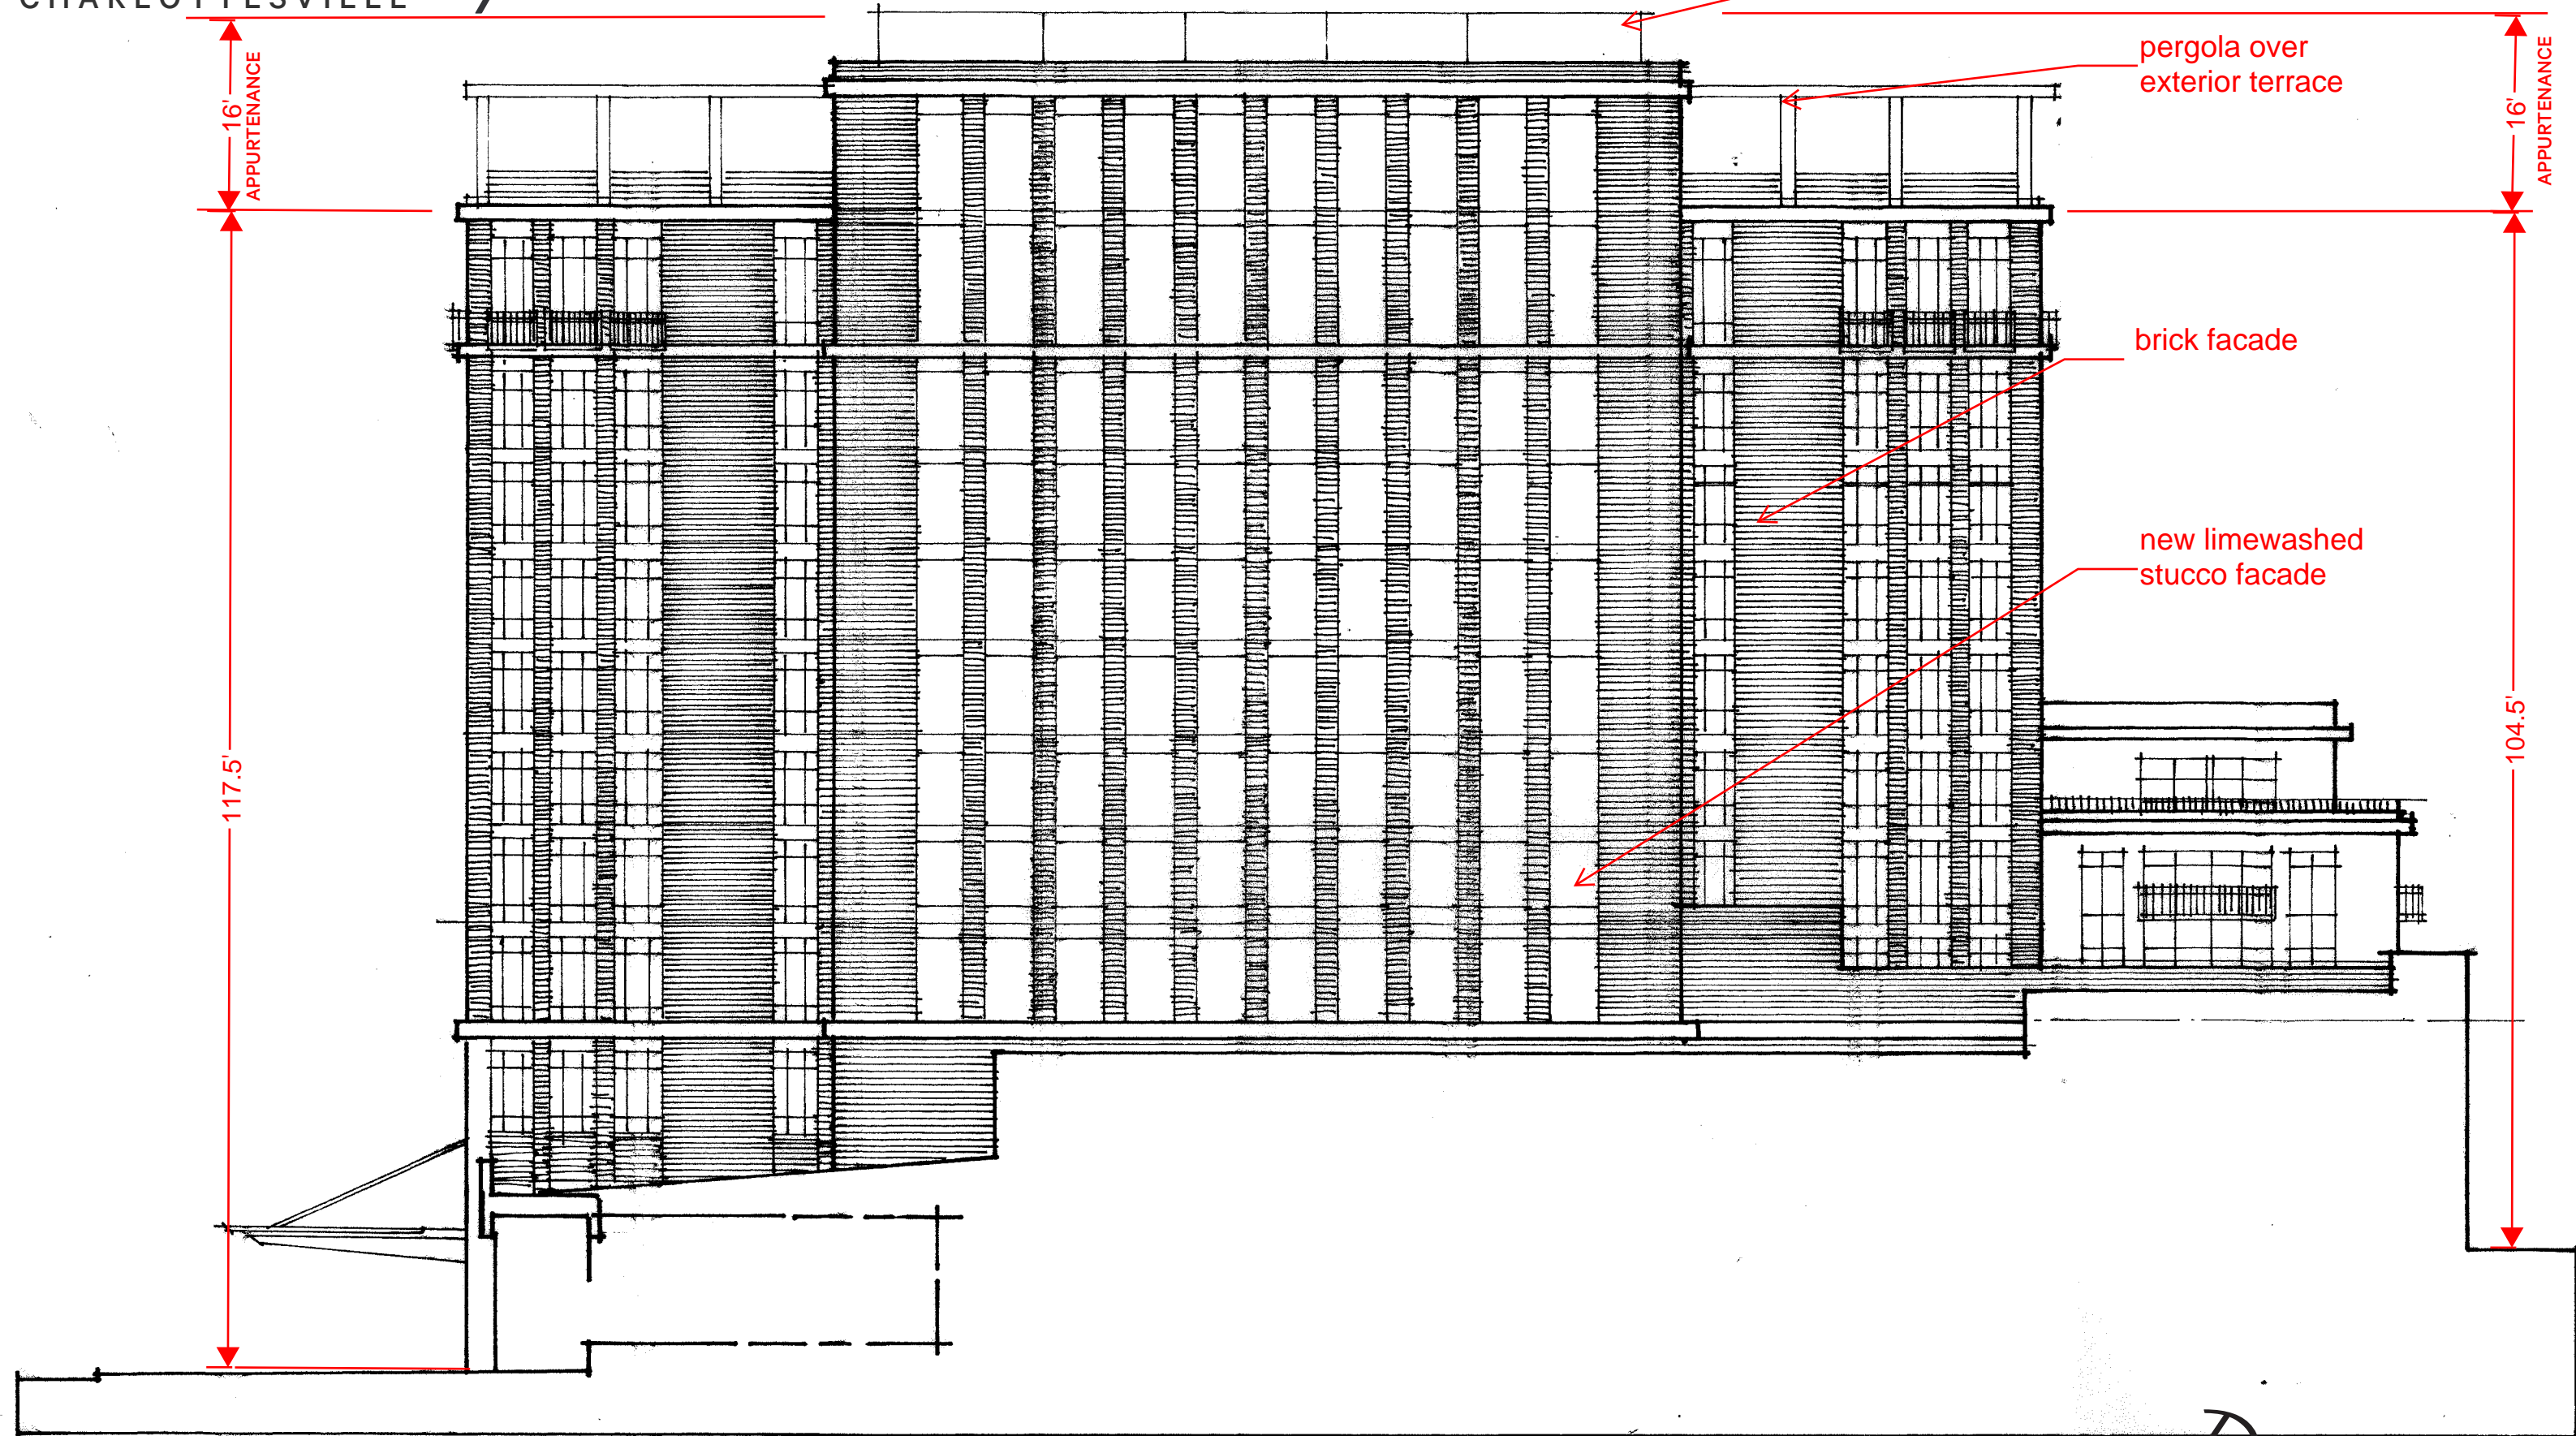 CHARLOTTESVILLE
16'
APPURTENANCE
pergola over
exterior terrace
16'
APPURTENANCE
brick facade
new limewashed
stucco facade
117.5'
104.5'